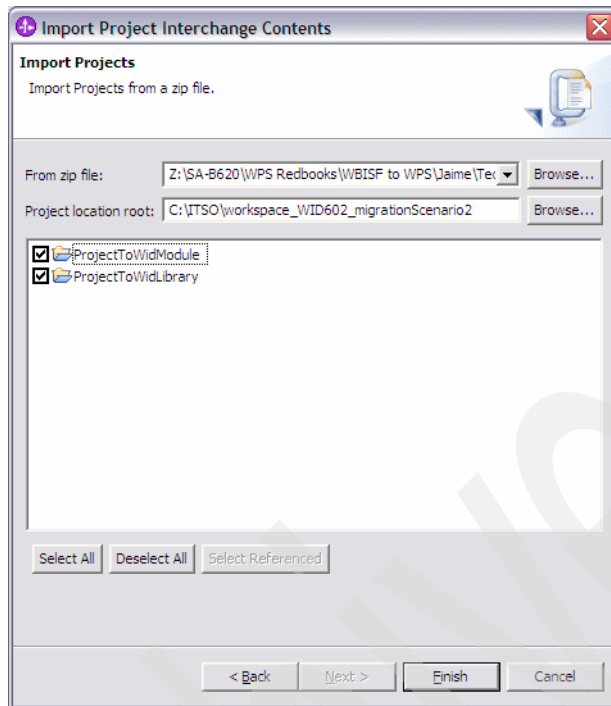 Import Project Interchange Contents
Import Projects
Import Projects from a zip file.
From zip file: Z:\SA-B620\WPS Redbooks\WBISF to WPS\Jaime\Tec Browse...
Project location root: C:\ITSO\workspace_WID602_migrationScenario2 Browse...
ProjectToWidModule
ProjectToWidLibrary
Select All Deselect All Select Referenced
< Back Next > Finish Cancel